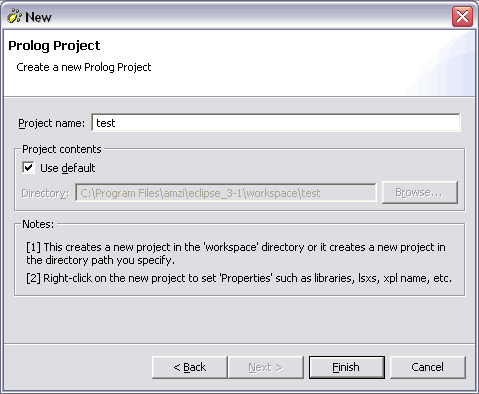 New
Prolog Project
Create a new Prolog Project
Project name: test
Project contents
Use default
Directory: C:\Program Files\amzi\eclipse_3-1\workspace\test Browse...
Notes:
[1] This creates a new project in the 'workspace' directory or it creates a new project in
the directory path you specify.
[2] Right-click on the new project to set 'Properties' such as libraries, lsxs, xpl name, etc.
< Back Next > Finish Cancel